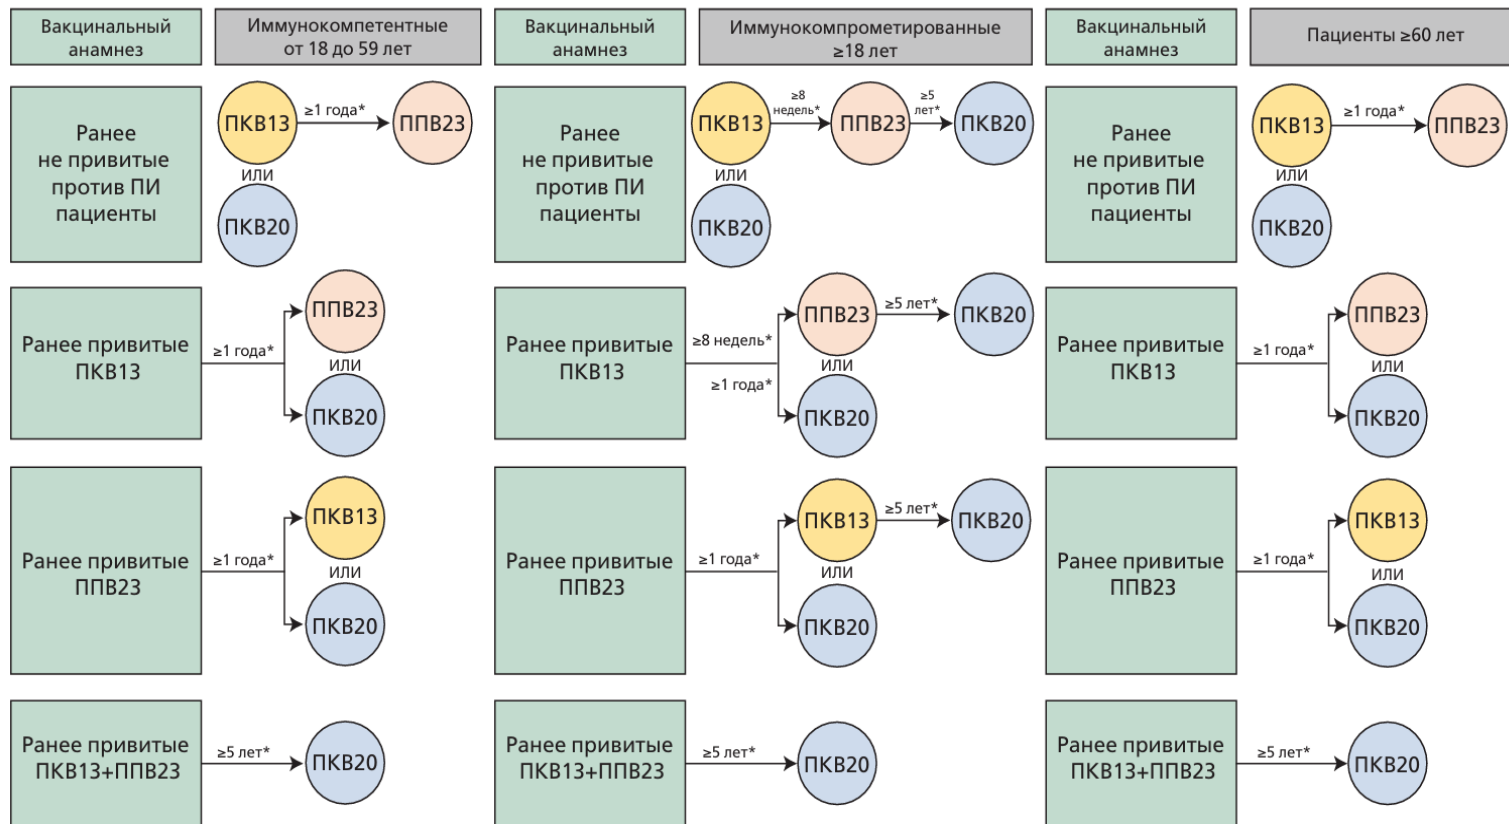 Вакцинальный
анамнез
Иммунокомпетентные
от 18 до 59 лет
Ранее
не привитые
против ПИ
пациенты
ПКВ13
≥1 года*
ППВ23
ИЛИ
ПКВ20
Ранее привитые
ПКВ13
≥1 года*
ППВ23
ИЛИ
ПКВ20
Ранее привитые
ППВ23
≥1 года*
ПКВ13
ИЛИ
ПКВ20
Ранее привитые
ПКВ13+ППВ23
≥5 лет*
ПКВ20
Вакцинальный
анамнез
Иммунокомпрометированные
≥18 лет
Ранее
не привитые
против ПИ
пациенты
ПКВ13
≥8
недель*
ППВ23
≥5
лет*
ПКВ20
ИЛИ
ПКВ20
Ранее привитые
ПКВ13
≥8 недель*
≥1 года*
ППВ23
≥5 лет*
ПКВ20
ИЛИ
ПКВ20
Ранее привитые
ППВ23
≥1 года*
ПКВ13
≥5 лет*
ПКВ20
ИЛИ
ПКВ20
Ранее привитые
ПКВ13+ППВ23
≥5 лет*
ПКВ20
Вакцинальный
анамнез
Пациенты ≥60 лет
Ранее
не привитые
против ПИ
пациенты
ПКВ13
≥1 года*
ППВ23
ИЛИ
ПКВ20
Ранее привитые
ПКВ13
≥1 года*
ППВ23
ИЛИ
ПКВ20
Ранее привитые
ППВ23
≥1 года*
ПКВ13
ИЛИ
ПКВ20
Ранее привитые
ПКВ13+ППВ23
≥5 лет*
ПКВ20